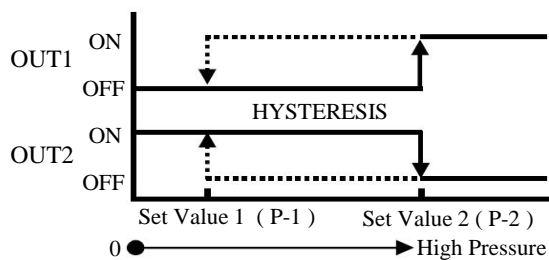 ON
OUT1
OFF
HYSTERESIS
ON
OUT2
OFF
Set Value 1 ( P-1 ) Set Value 2 ( P-2 )
0 High Pressure